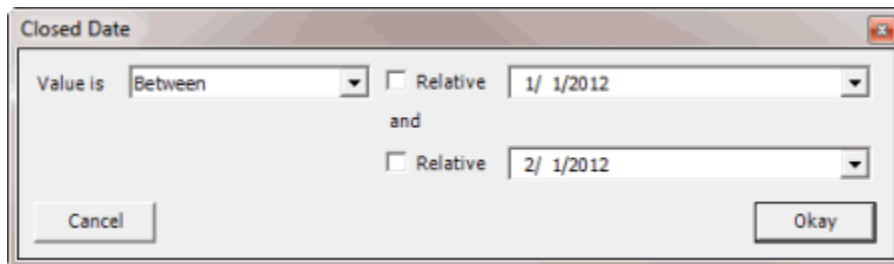 Closed Date
Value is Between Relative 1/ 1/2012
and
Relative 2/ 1/2012
Cancel Okay